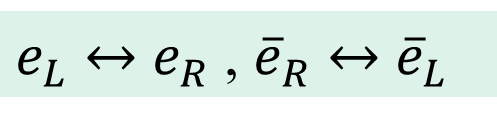 e_L ↔ e_R , ē_R ↔ ē_L